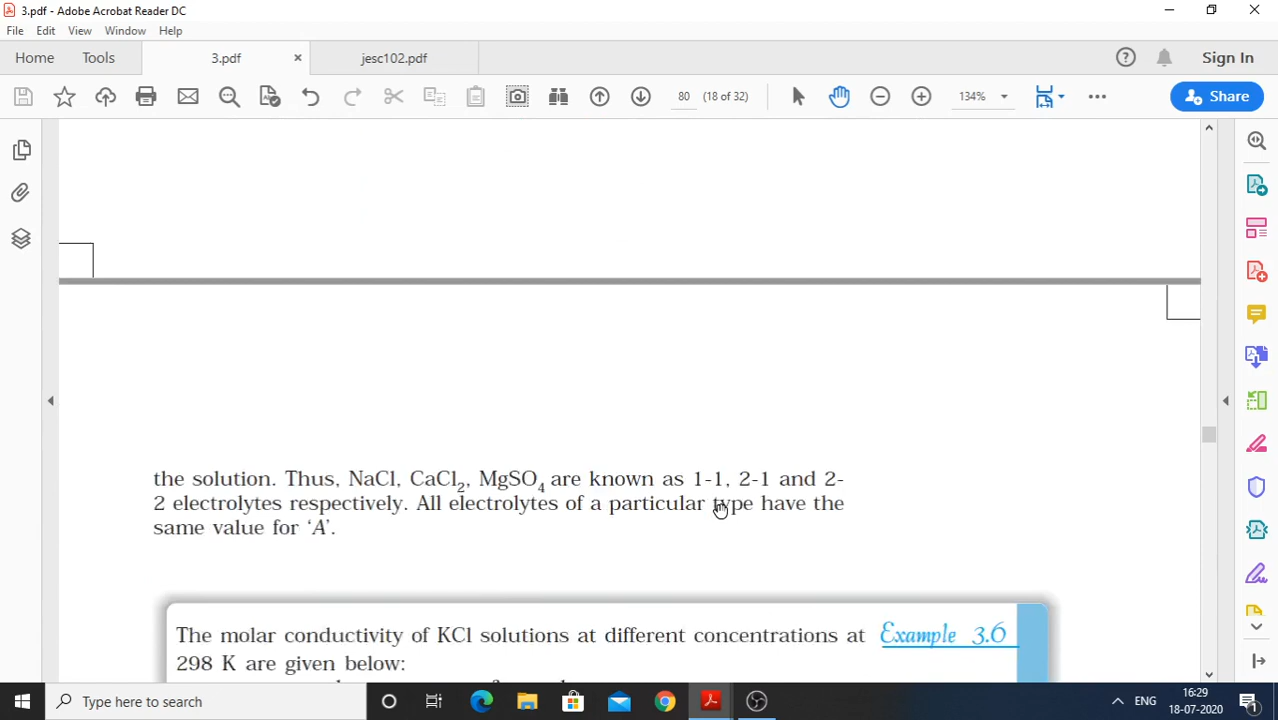 3.pdf - Adobe Acrobat Reader DC
File Edit View Window Help
Home Tools 3.pdf × jesc102.pdf Sign In
80 (18 of 32) 134% Share
the solution. Thus, NaCl, CaCl₂, MgSO₄ are known as 1-1, 2-1 and 2-
2 electrolytes respectively. All electrolytes of a particular type have the
same value for ‘A’.
The molar conductivity of KCl solutions at different concentrations at
298 K are given below:
Example 3.6
Type here to search
ENG 16:29
18-07-2020
1